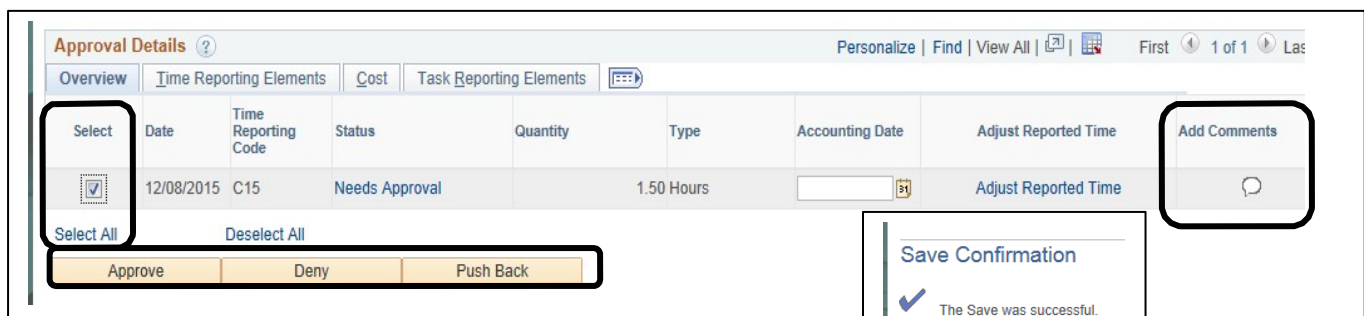 Approval Details ?
Personalize | Find | View All | | First 1 of 1 Las
Overview Time Reporting Elements Cost Task Reporting Elements
Select Date Time Reporting Code Status Quantity Type Accounting Date Adjust Reported Time Add Comments
12/08/2015 C15 Needs Approval 1.50 Hours 31 Adjust Reported Time
Select All Deselect All
Approve Deny Push Back
Save Confirmation
The Save was successful.